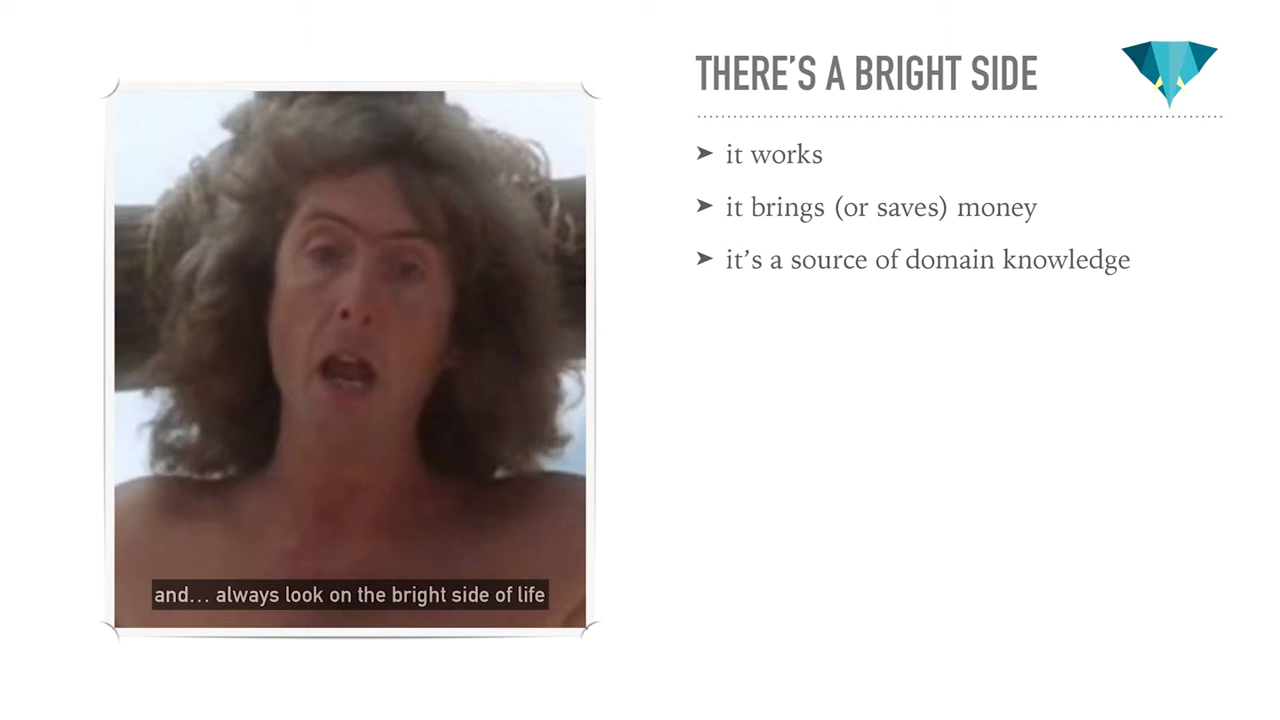 THERE’S A BRIGHT SIDE
➤ it works
➤ it brings (or saves) money
➤ it’s a source of domain knowledge
and... always look on the bright side of life